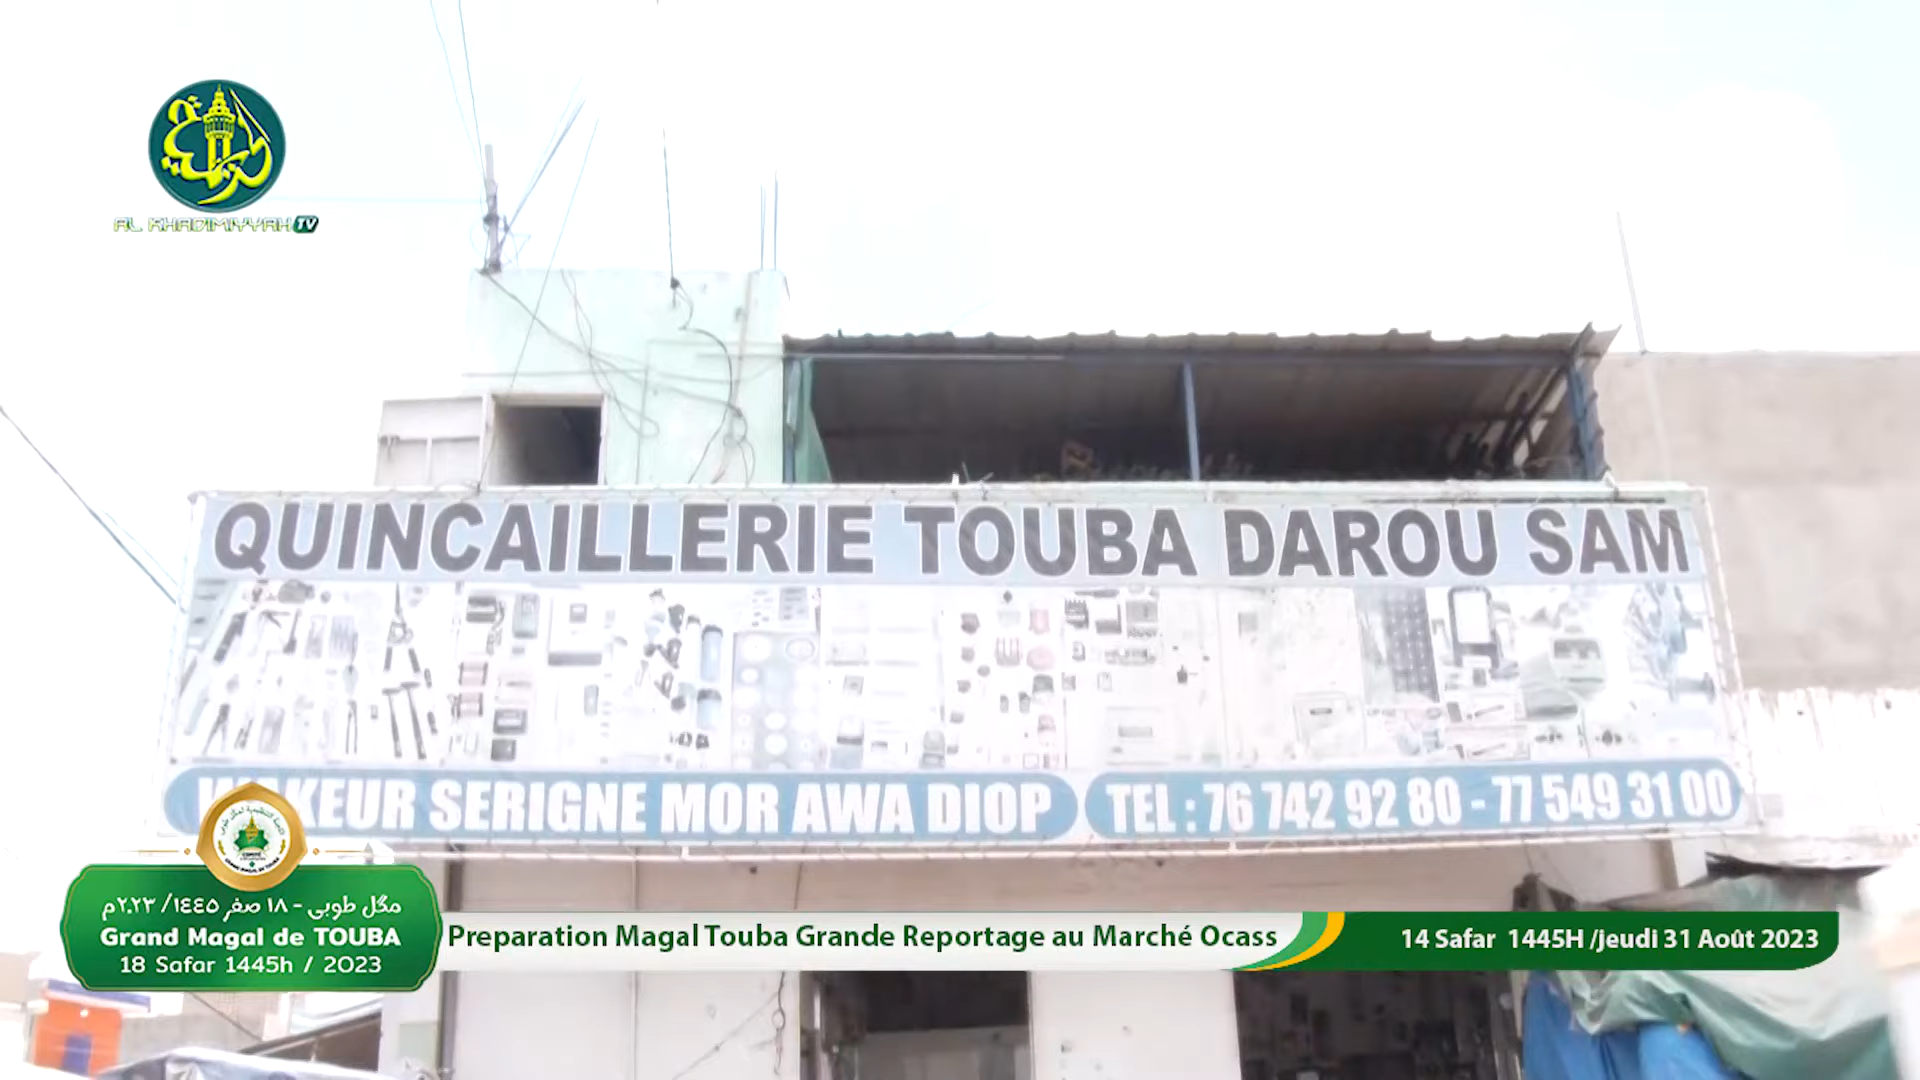 AL KHADIMIYYAH TV
QUINCAILLERIE TOUBA DAROU SAM
WAKEUR SERIGNE MOR AWA DIOP
TEL : 76 742 92 80 - 77 549 31 00
مگل طوبى - ١٨ صفر ١٤٤٥/ ٢٠٢٣م
Grand Magal de TOUBA
18 Safar 1445h / 2023
Preparation Magal Touba Grande Reportage au Marché Ocass
14 Safar 1445H /jeudi 31 Août 2023